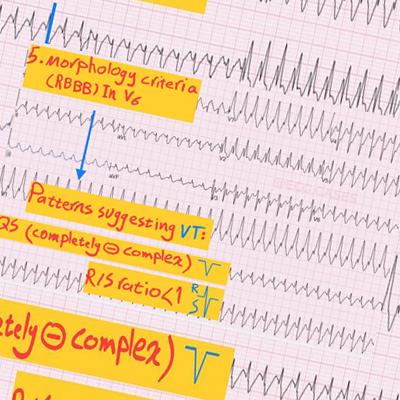 5. morphology criteria
(RBBB) In V6
Patterns suggesting VT:
QS (completely ⊖ complex)
R/S ratio<1 R
S
etely ⊖ complex)